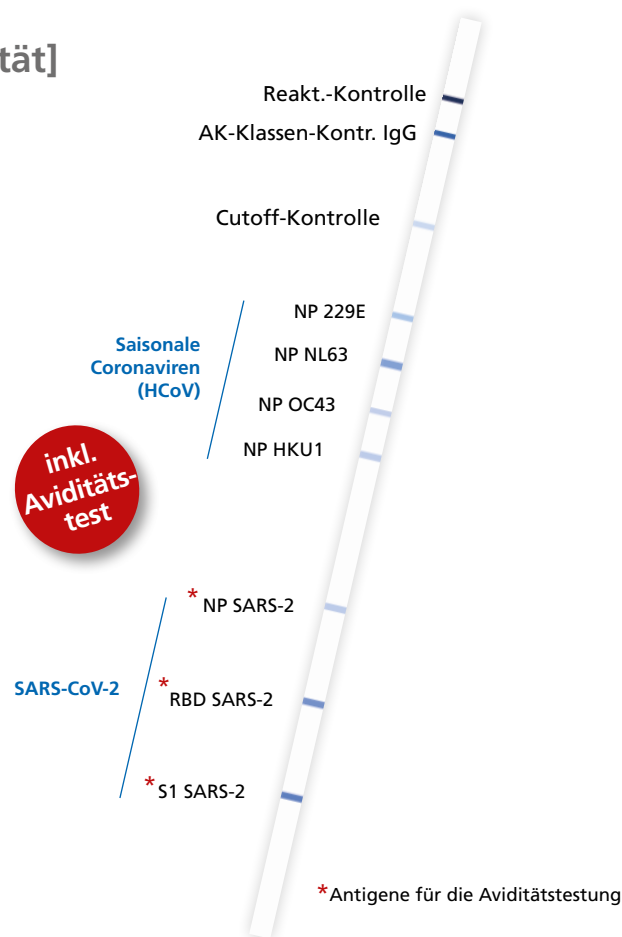 tät]
Reakt.-Kontrolle
AK-Klassen-Kontr. IgG
Cutoff-Kontrolle
NP 229E
Saisonale
Coronaviren
(HCoV)
NP NL63
NP OC43
NP HKU1
inkl.
Aviditäts-
test
*NP SARS-2
SARS-CoV-2
*RBD SARS-2
*S1 SARS-2
*Antigene für die Aviditätstestung